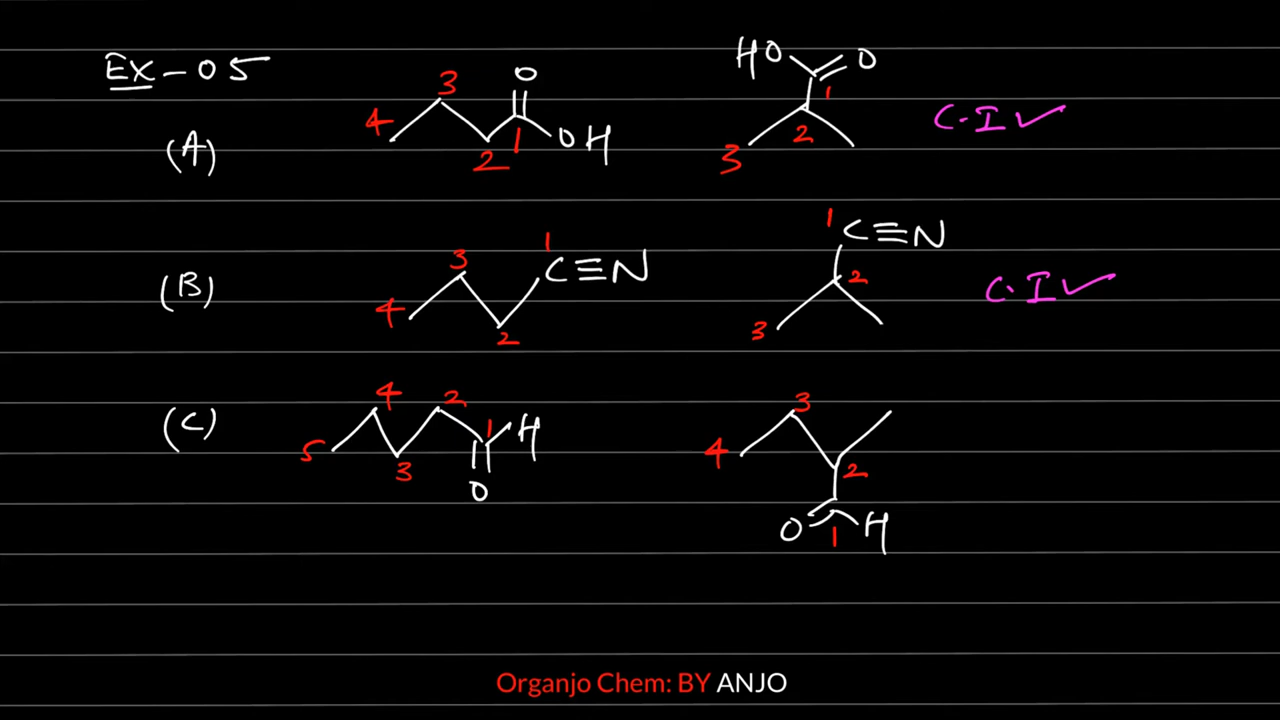 EX-05
(A)
4 3 2 1 O OH
HO O 1 2 3
C.I ✓
(B)
4 3 2 1 C≡N
1 C≡N 2 3
C.I ✓
(C)
5 4 3 2 1 H O
4 3 2 1 O H
Organjo Chem: BY ANJO